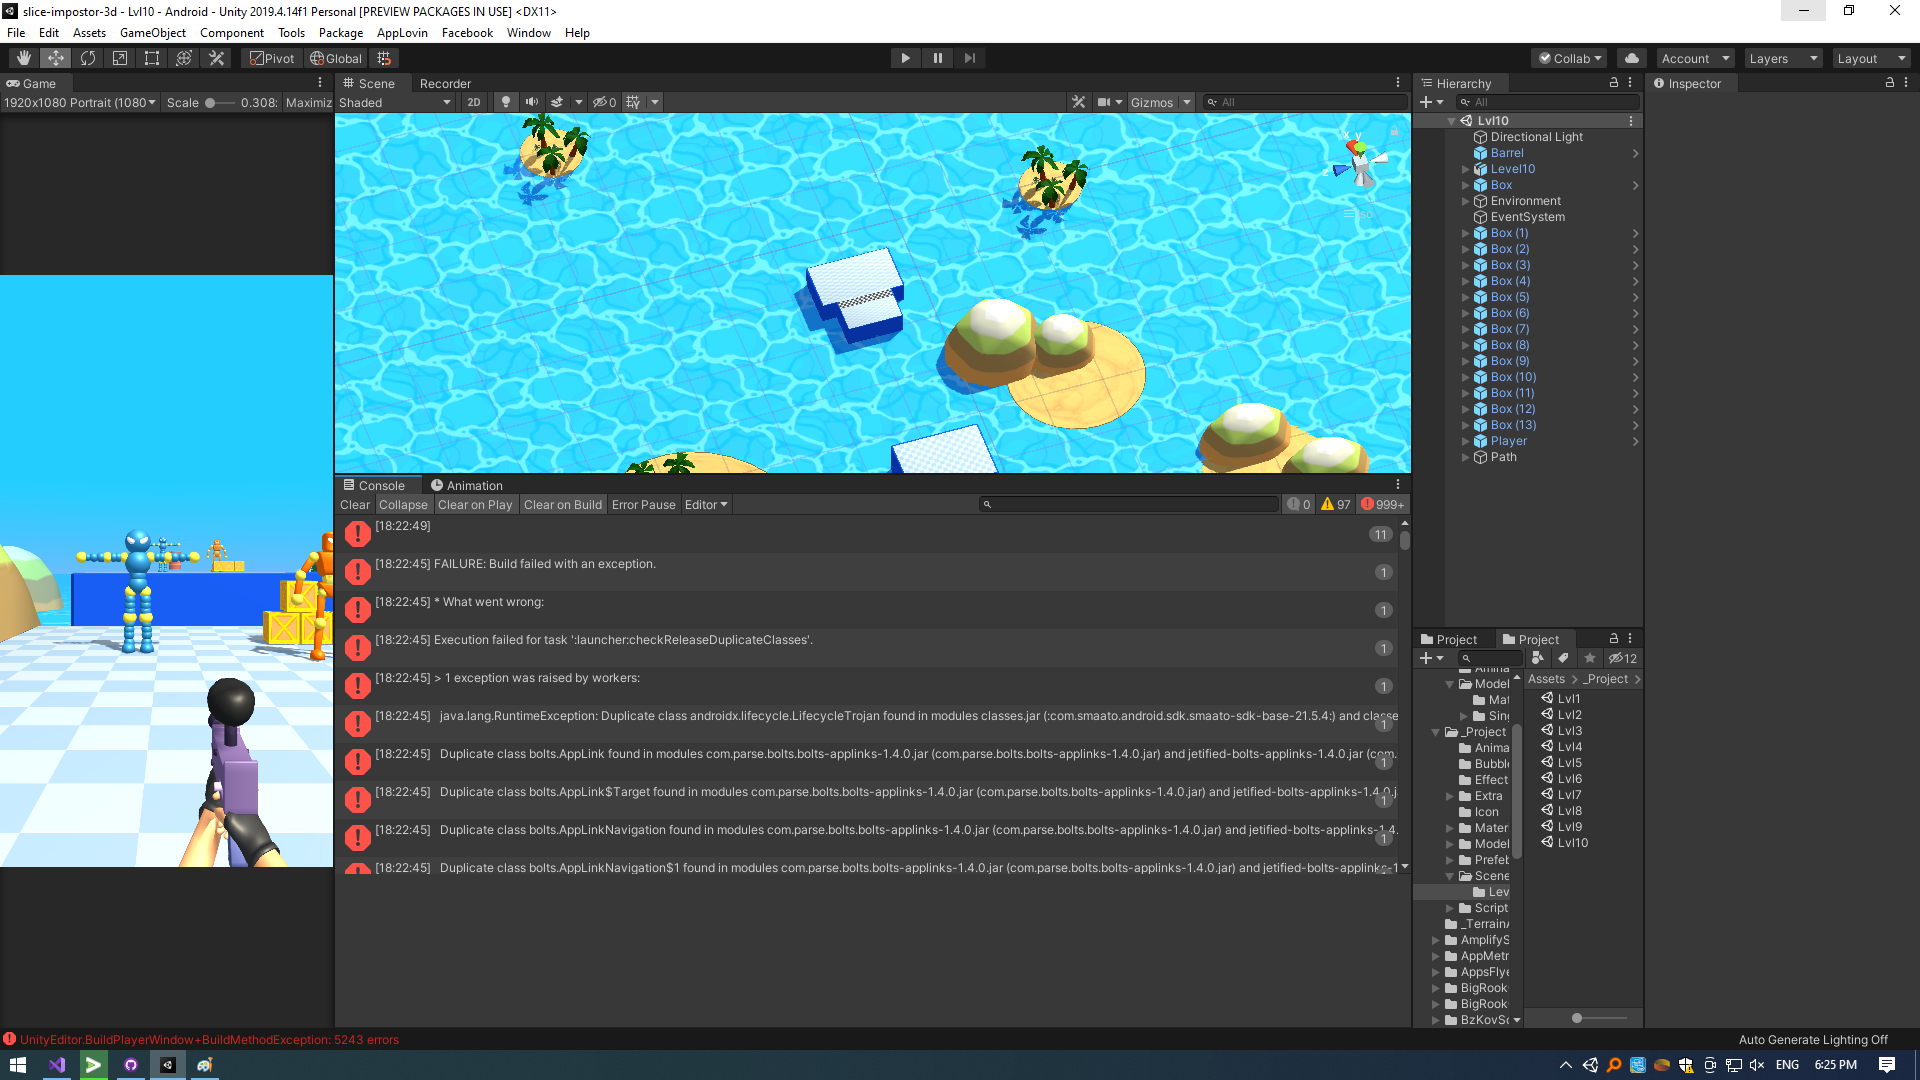 slice-impostor-3d - Lvl10 - Android - Unity 2019.4.14f1 Personal [PREVIEW PACKAGES IN USE] <DX11>
File Edit Assets GameObject Component Tools Package AppLovin Facebook Window Help
Pivot Global Collab Account Layers Layout
Game
1920x1080 Portrait (1080 Scale 0.308: Maximiz
Scene Recorder
Shaded 2D 0 Gizmos All
x y
z
Console Animation
Clear Collapse Clear on Play Clear on Build Error Pause Editor 0 97 999+
[18:22:49] 11
[18:22:45] FAILURE: Build failed with an exception. 1
[18:22:45] * What went wrong: 1
[18:22:45] Execution failed for task ':launcher:checkReleaseDuplicateClasses'. 1
[18:22:45] > 1 exception was raised by workers: 1
[18:22:45] java.lang.RuntimeException: Duplicate class androidx.lifecycle.LifecycleTrojan found in modules classes.jar (:com.smaato.android.sdk.smaato-sdk-base-21.5.4:) and classe 1
[18:22:45] Duplicate class bolts.AppLink found in modules com.parse.bolts.bolts-applinks-1.4.0.jar (com.parse.bolts.bolts-applinks-1.4.0.jar) and jetified-bolts-applinks-1.4.0.jar (com. 1
[18:22:45] Duplicate class bolts.AppLink$Target found in modules com.parse.bolts.bolts-applinks-1.4.0.jar (com.parse.bolts.bolts-applinks-1.4.0.jar) and jetified-bolts-applinks-1.4.0.j 1
[18:22:45] Duplicate class bolts.AppLinkNavigation found in modules com.parse.bolts.bolts-applinks-1.4.0.jar (com.parse.bolts.bolts-applinks-1.4.0.jar) and jetified-bolts-applinks-1.4. 1
[18:22:45] Duplicate class bolts.AppLinkNavigation$1 found in modules com.parse.bolts.bolts-applinks-1.4.0.jar (com.parse.bolts.bolts-applinks-1.4.0.jar) and jetified-bolts-applinks-1
Hierarchy
All
Lvl10
Directional Light
Barrel
Level10
Box
Environment
EventSystem
Box (1)
Box (2)
Box (3)
Box (4)
Box (5)
Box (6)
Box (7)
Box (8)
Box (9)
Box (10)
Box (11)
Box (12)
Box (13)
Player
Path
Project Project
12
Anima
Model
Mat
Sin
_Project
Anima
Bubbl
Effect
Extra
Icon
Mater
Model
Prefeb
Scene
Lev
Script
_Terrain
AmplifyS
AppMetr
AppsFlye
BigRook
BigRook
BzKovSo
Assets > _Project >
Lvl1
Lvl2
Lvl3
Lvl4
Lvl5
Lvl6
Lvl7
Lvl8
Lvl9
Lvl10
Inspector
UnityEditor.BuildPlayerWindow+BuildMethodException: 5243 errors
Auto Generate Lighting Off
ENG 6:25 PM